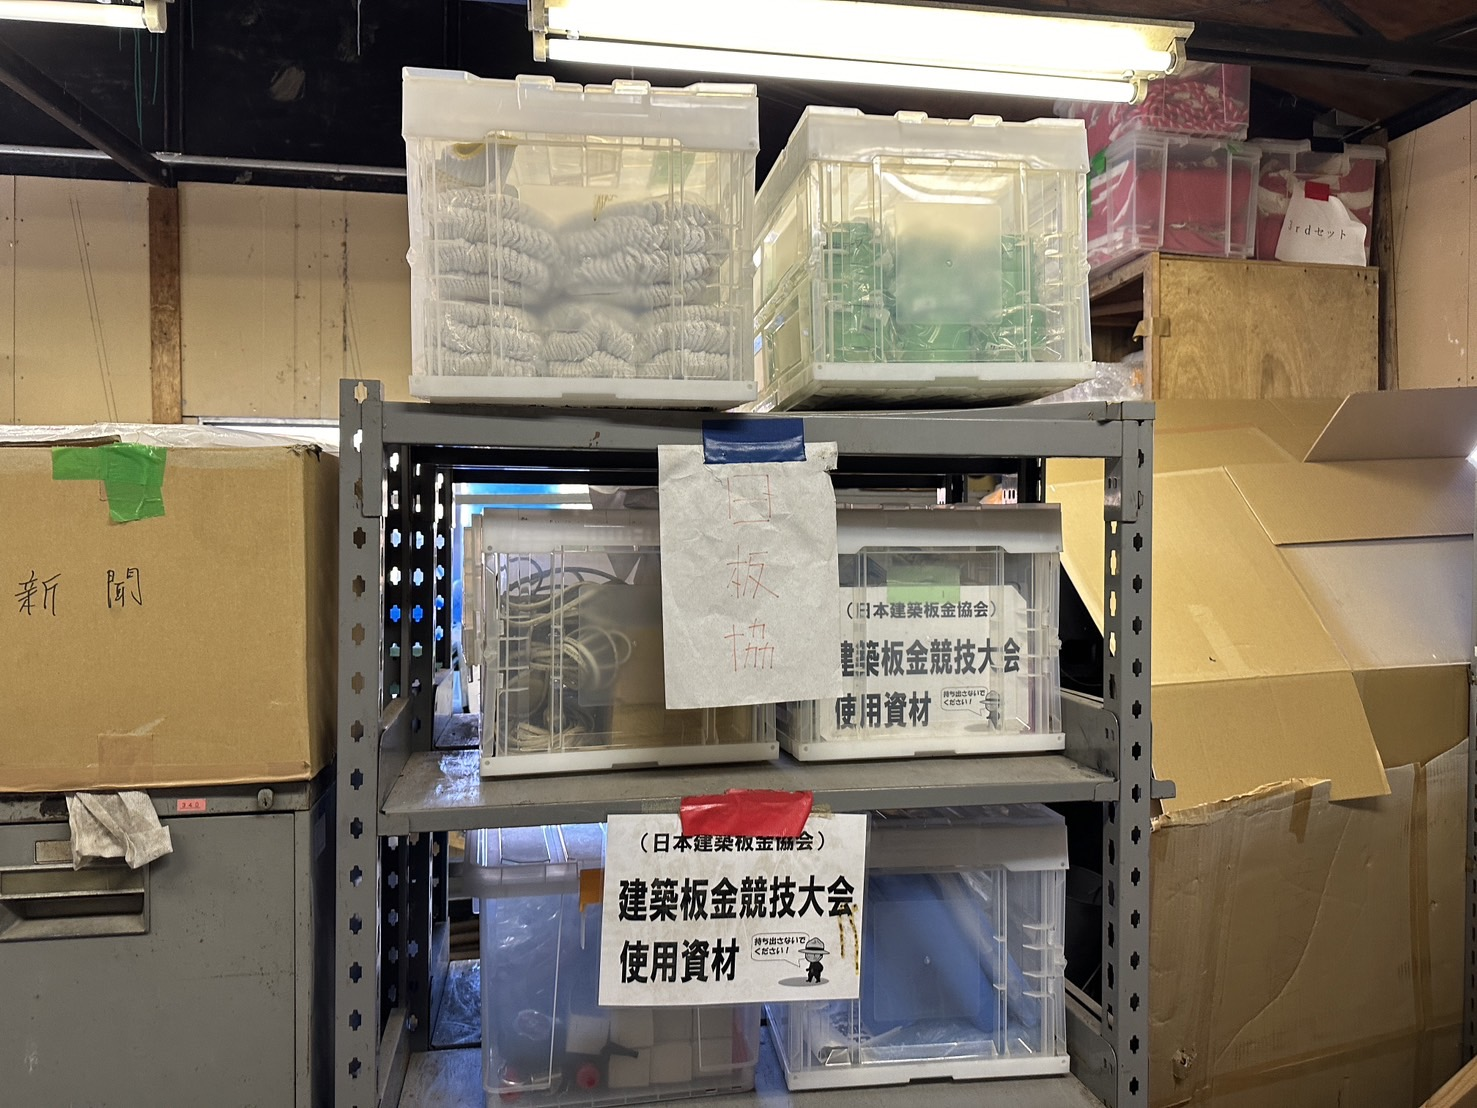 3rdセット
日
板
協
新聞
（日本建築板金協会）
建築板金競技大会
使用資材
持ち出さないで
ください！
340
（日本建築板金協会）
建築板金競技大会
使用資材
持ち出さないで
ください！